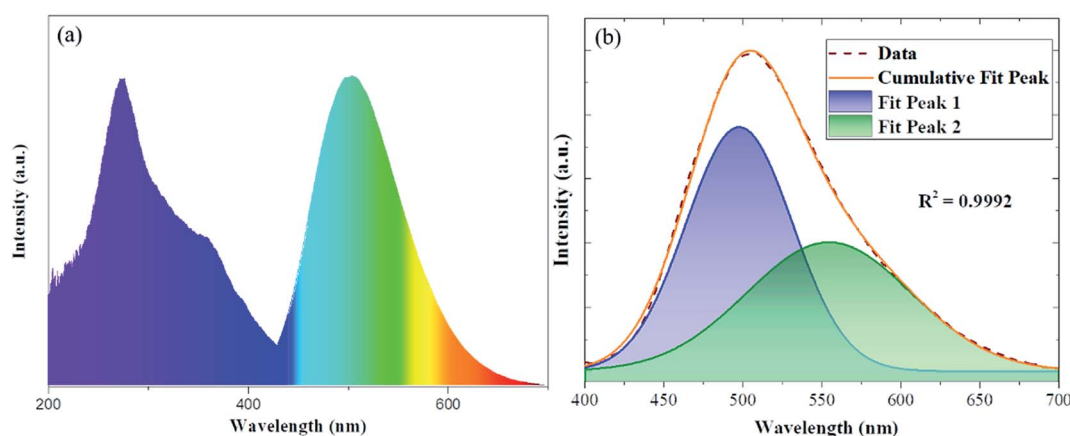 (a)
Intensity (a.u.)
200
400
600
Wavelength (nm)
(b)
Data
Cumulative Fit Peak
Fit Peak 1
Fit Peak 2
R² = 0.9992
Intensity (a.u.)
400
450
500
550
600
650
700
Wavelength (nm)